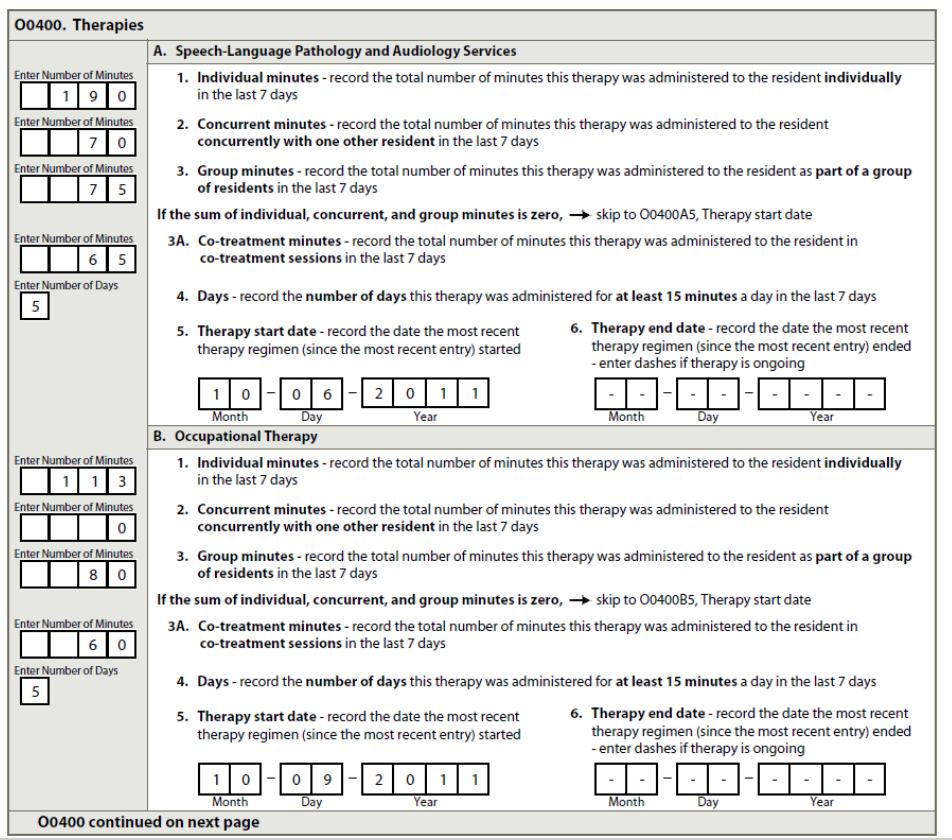 O0400. Therapies
A. Speech-Language Pathology and Audiology Services
Enter Number of Minutes
1 9 0
1. Individual minutes - record the total number of minutes this therapy was administered to the resident individually
in the last 7 days
Enter Number of Minutes
7 0
2. Concurrent minutes - record the total number of minutes this therapy was administered to the resident
concurrently with one other resident in the last 7 days
Enter Number of Minutes
7 5
3. Group minutes - record the total number of minutes this therapy was administered to the resident as part of a group
of residents in the last 7 days
If the sum of individual, concurrent, and group minutes is zero, → skip to O0400A5, Therapy start date
Enter Number of Minutes
6 5
3A. Co-treatment minutes - record the total number of minutes this therapy was administered to the resident in
co-treatment sessions in the last 7 days
Enter Number of Days
5
4. Days - record the number of days this therapy was administered for at least 15 minutes a day in the last 7 days
5. Therapy start date - record the date the most recent
therapy regimen (since the most recent entry) started
1 0 - 0 6 - 2 0 1 1
Month Day Year
6. Therapy end date - record the date the most recent
therapy regimen (since the most recent entry) ended
- enter dashes if therapy is ongoing
- - - - - - - - - -
Month Day Year
B. Occupational Therapy
Enter Number of Minutes
1 1 3
1. Individual minutes - record the total number of minutes this therapy was administered to the resident individually
in the last 7 days
Enter Number of Minutes
0
2. Concurrent minutes - record the total number of minutes this therapy was administered to the resident
concurrently with one other resident in the last 7 days
Enter Number of Minutes
8 0
3. Group minutes - record the total number of minutes this therapy was administered to the resident as part of a group
of residents in the last 7 days
If the sum of individual, concurrent, and group minutes is zero, → skip to O0400B5, Therapy start date
Enter Number of Minutes
6 0
3A. Co-treatment minutes - record the total number of minutes this therapy was administered to the resident in
co-treatment sessions in the last 7 days
Enter Number of Days
5
4. Days - record the number of days this therapy was administered for at least 15 minutes a day in the last 7 days
5. Therapy start date - record the date the most recent
therapy regimen (since the most recent entry) started
1 0 - 0 9 - 2 0 1 1
Month Day Year
6. Therapy end date - record the date the most recent
therapy regimen (since the most recent entry) ended
- enter dashes if therapy is ongoing
- - - - - - - - - -
Month Day Year
O0400 continued on next page